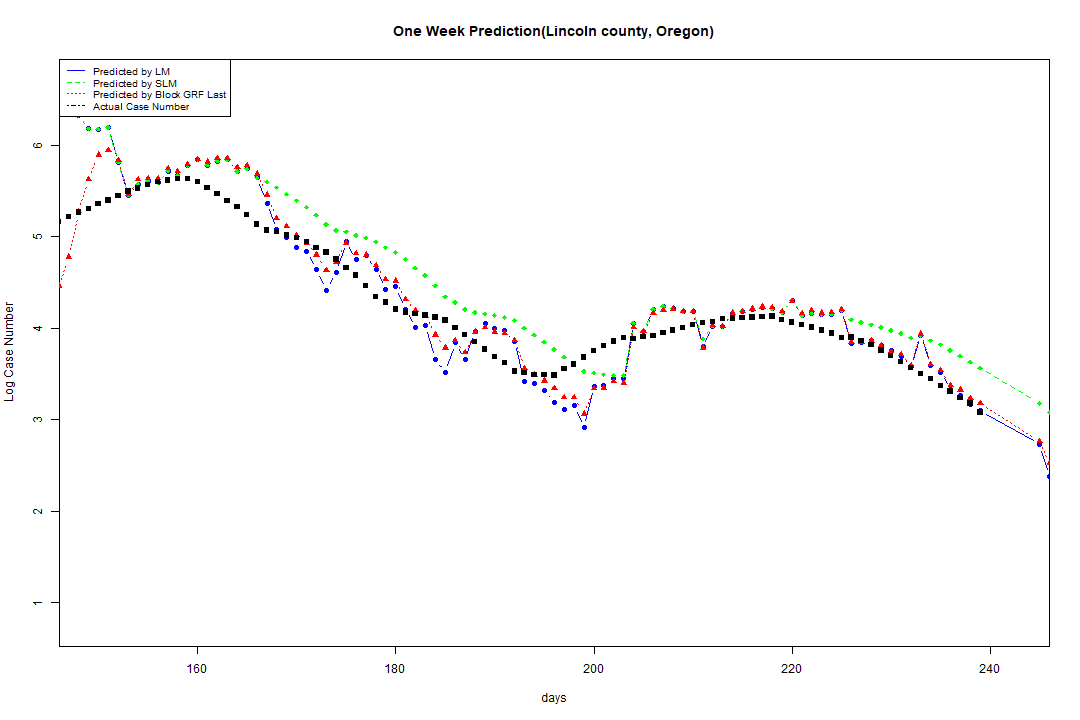 One Week Prediction(Lincoln county, Oregon)
Predicted by LM
Predicted by SLM
Predicted by Block GRF Last
Actual Case Number
Log Case Number
6
5
4
3
2
1
160 180 200 220 240
days